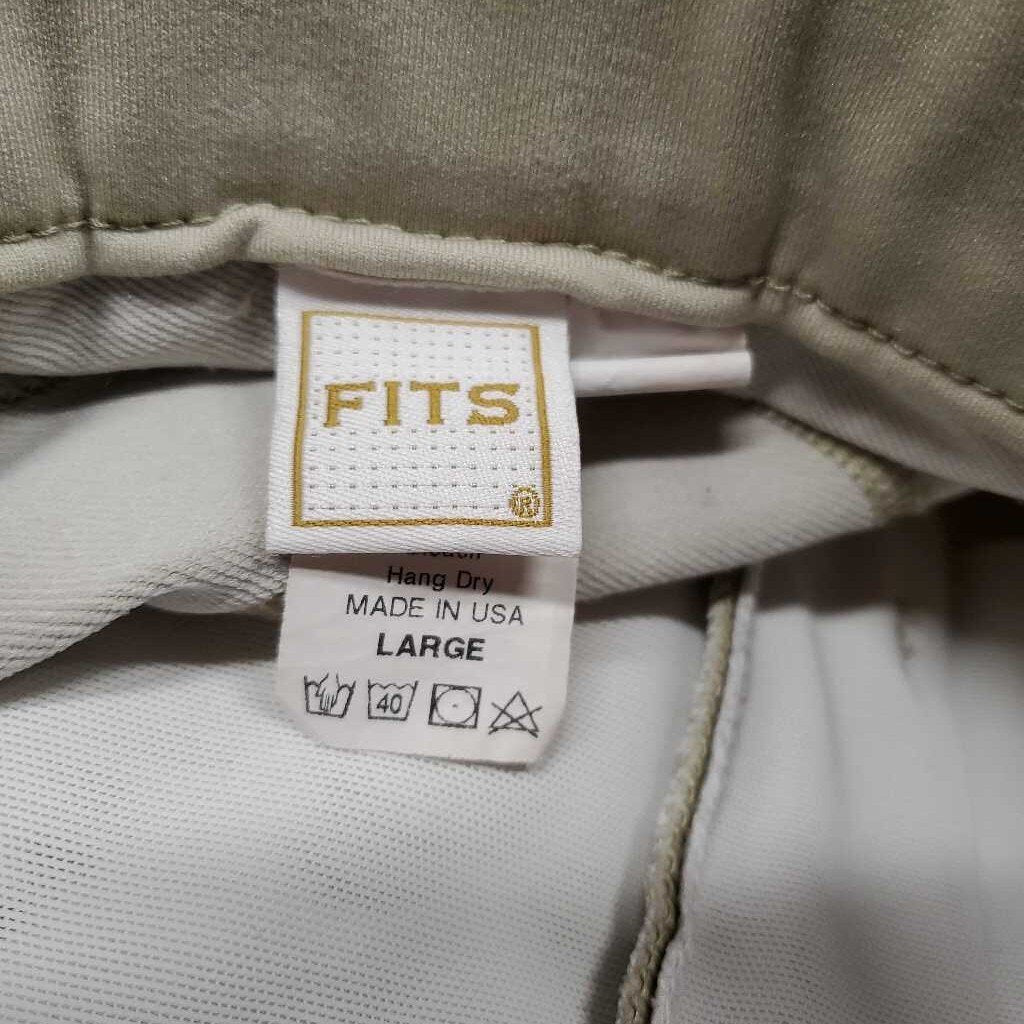 FITS
®
Hang Dry
MADE IN USA
LARGE
40